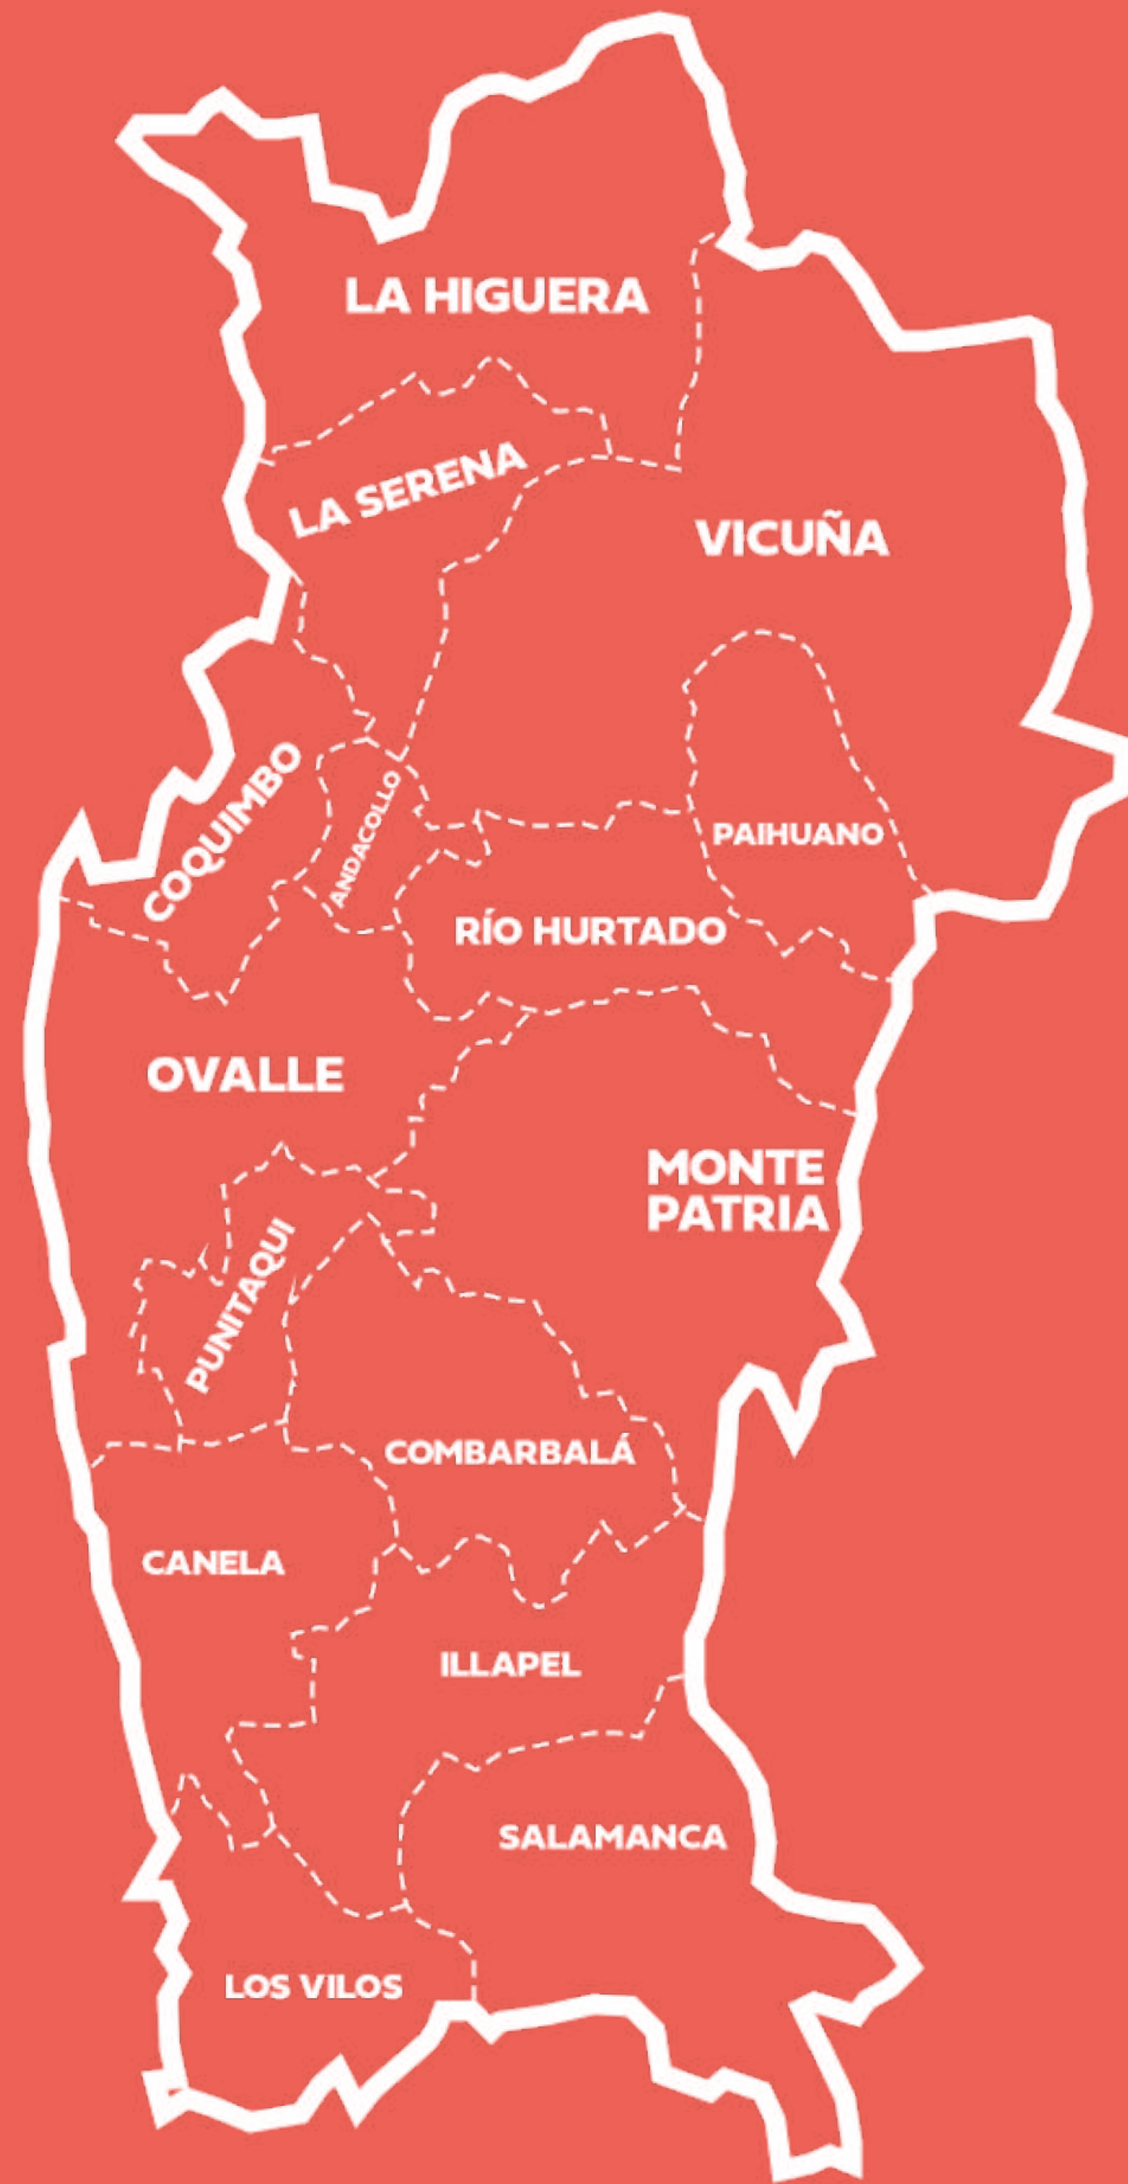 LA HIGUERA
LA SERENA
VICUÑA
COQUIMBO
ANDACOLLO
PAIHUANO
RÍO HURTADO
OVALLE
MONTE
PATRIA
PUNITAQUI
COMBARBALÁ
CANELA
ILLAPEL
SALAMANCA
LOS VILOS